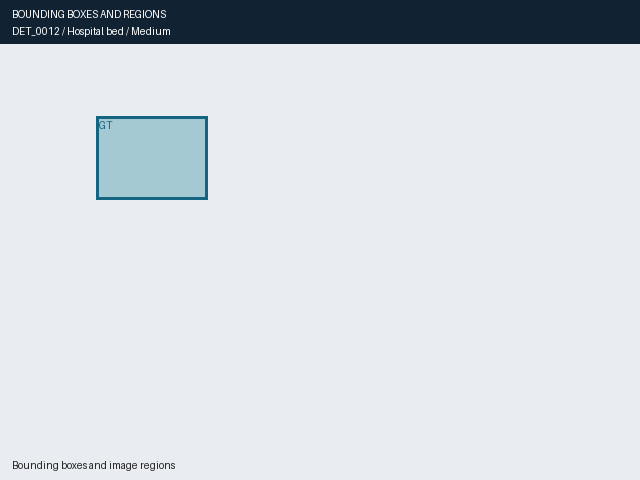 BOUNDING BOXES AND REGIONS
DET_0012 / Hospital bed / Medium
GT
Bounding boxes and image regions